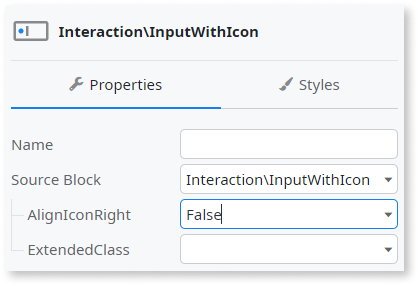 Interaction\InputWithIcon
Properties
Styles
Name
Source Block Interaction\InputWithIcon
AlignIconRight False
ExtendedClass